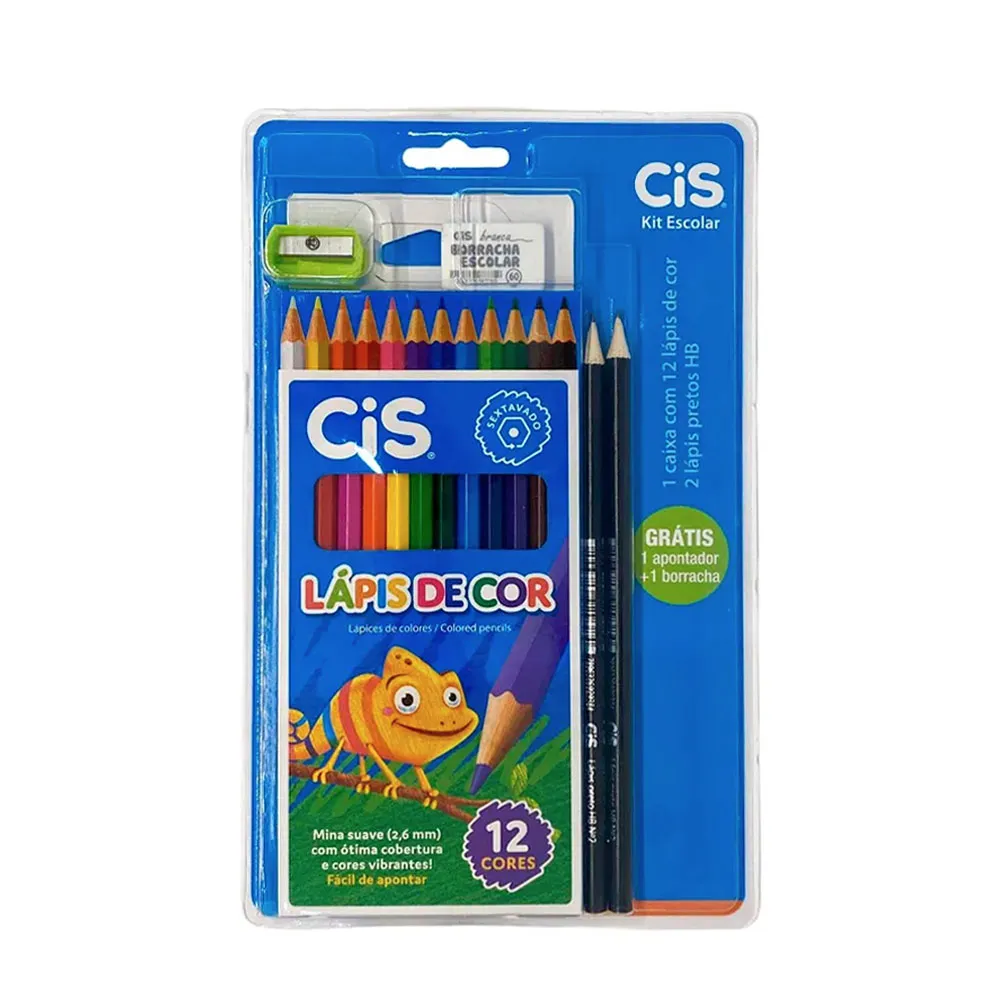 CiS
Kit Escolar
CiS branca
BORRACHA
ESCOLAR
60
1 caixa com 12 lápis de cor
2 lápis pretos HB
GRÁTIS
1 apontador
+1 borracha
CiS®
SEXTAVADO
LÁPIS DE COR
Lápices de colores / Colored pencils
Mina suave (2,6 mm)
com ótima cobertura
e cores vibrantes!
Fácil de apontar
12
CORES
CiS